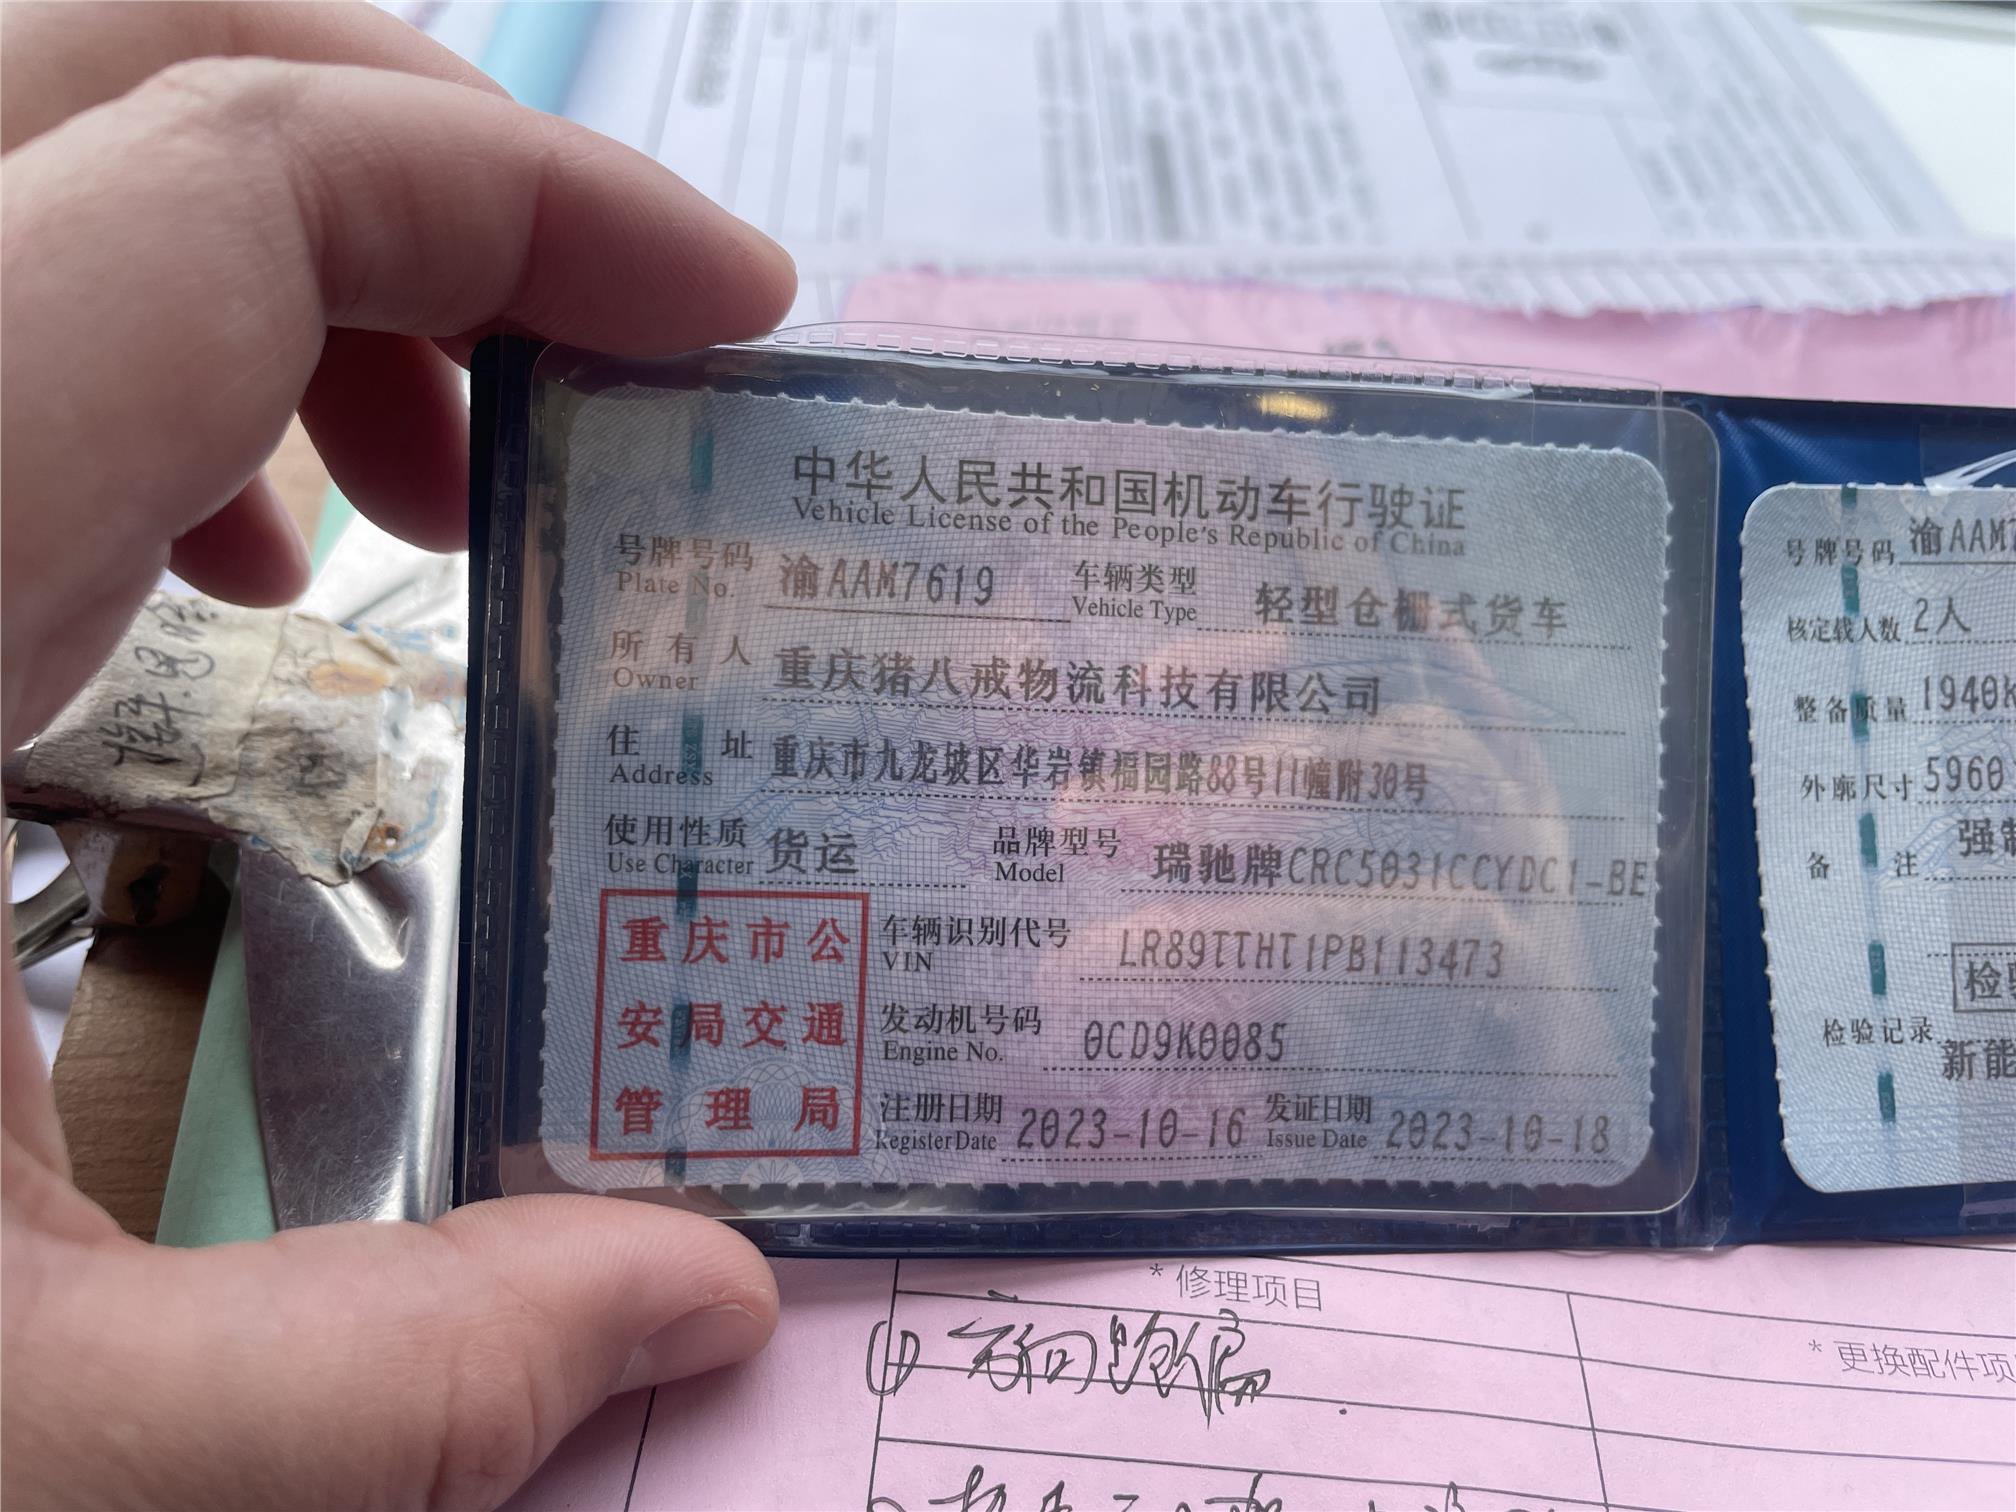 中华人民共和国机动车行驶证
Vehicle License of the People's Republic of China
号牌号码 渝AAM7619 车辆类型 轻型仓栅式货车
Plate No. Vehicle Type
所有人 重庆猪八戒物流科技有限公司
Owner
住址 重庆市九龙坡区华岩镇福园路88号11幢附30号
Address
使用性质 货运 品牌型号 瑞驰牌CRC5031CCYDC1-BE
Use Character Model
重庆市公
安局交通
管理局
车辆识别代号 LR89TTHT1PB113473
VIN
发动机号码 0CD9K0085
Engine No.
注册日期 2023-10-16 发证日期 2023-10-18
Register Date Issue Date
号牌号码 渝AAM
核定载人数 2人
整备质量 1940
外廓尺寸 5960
备注 强
检
检验记录
新能
*修理项目
(1) 方向跑偏
*更换配件项